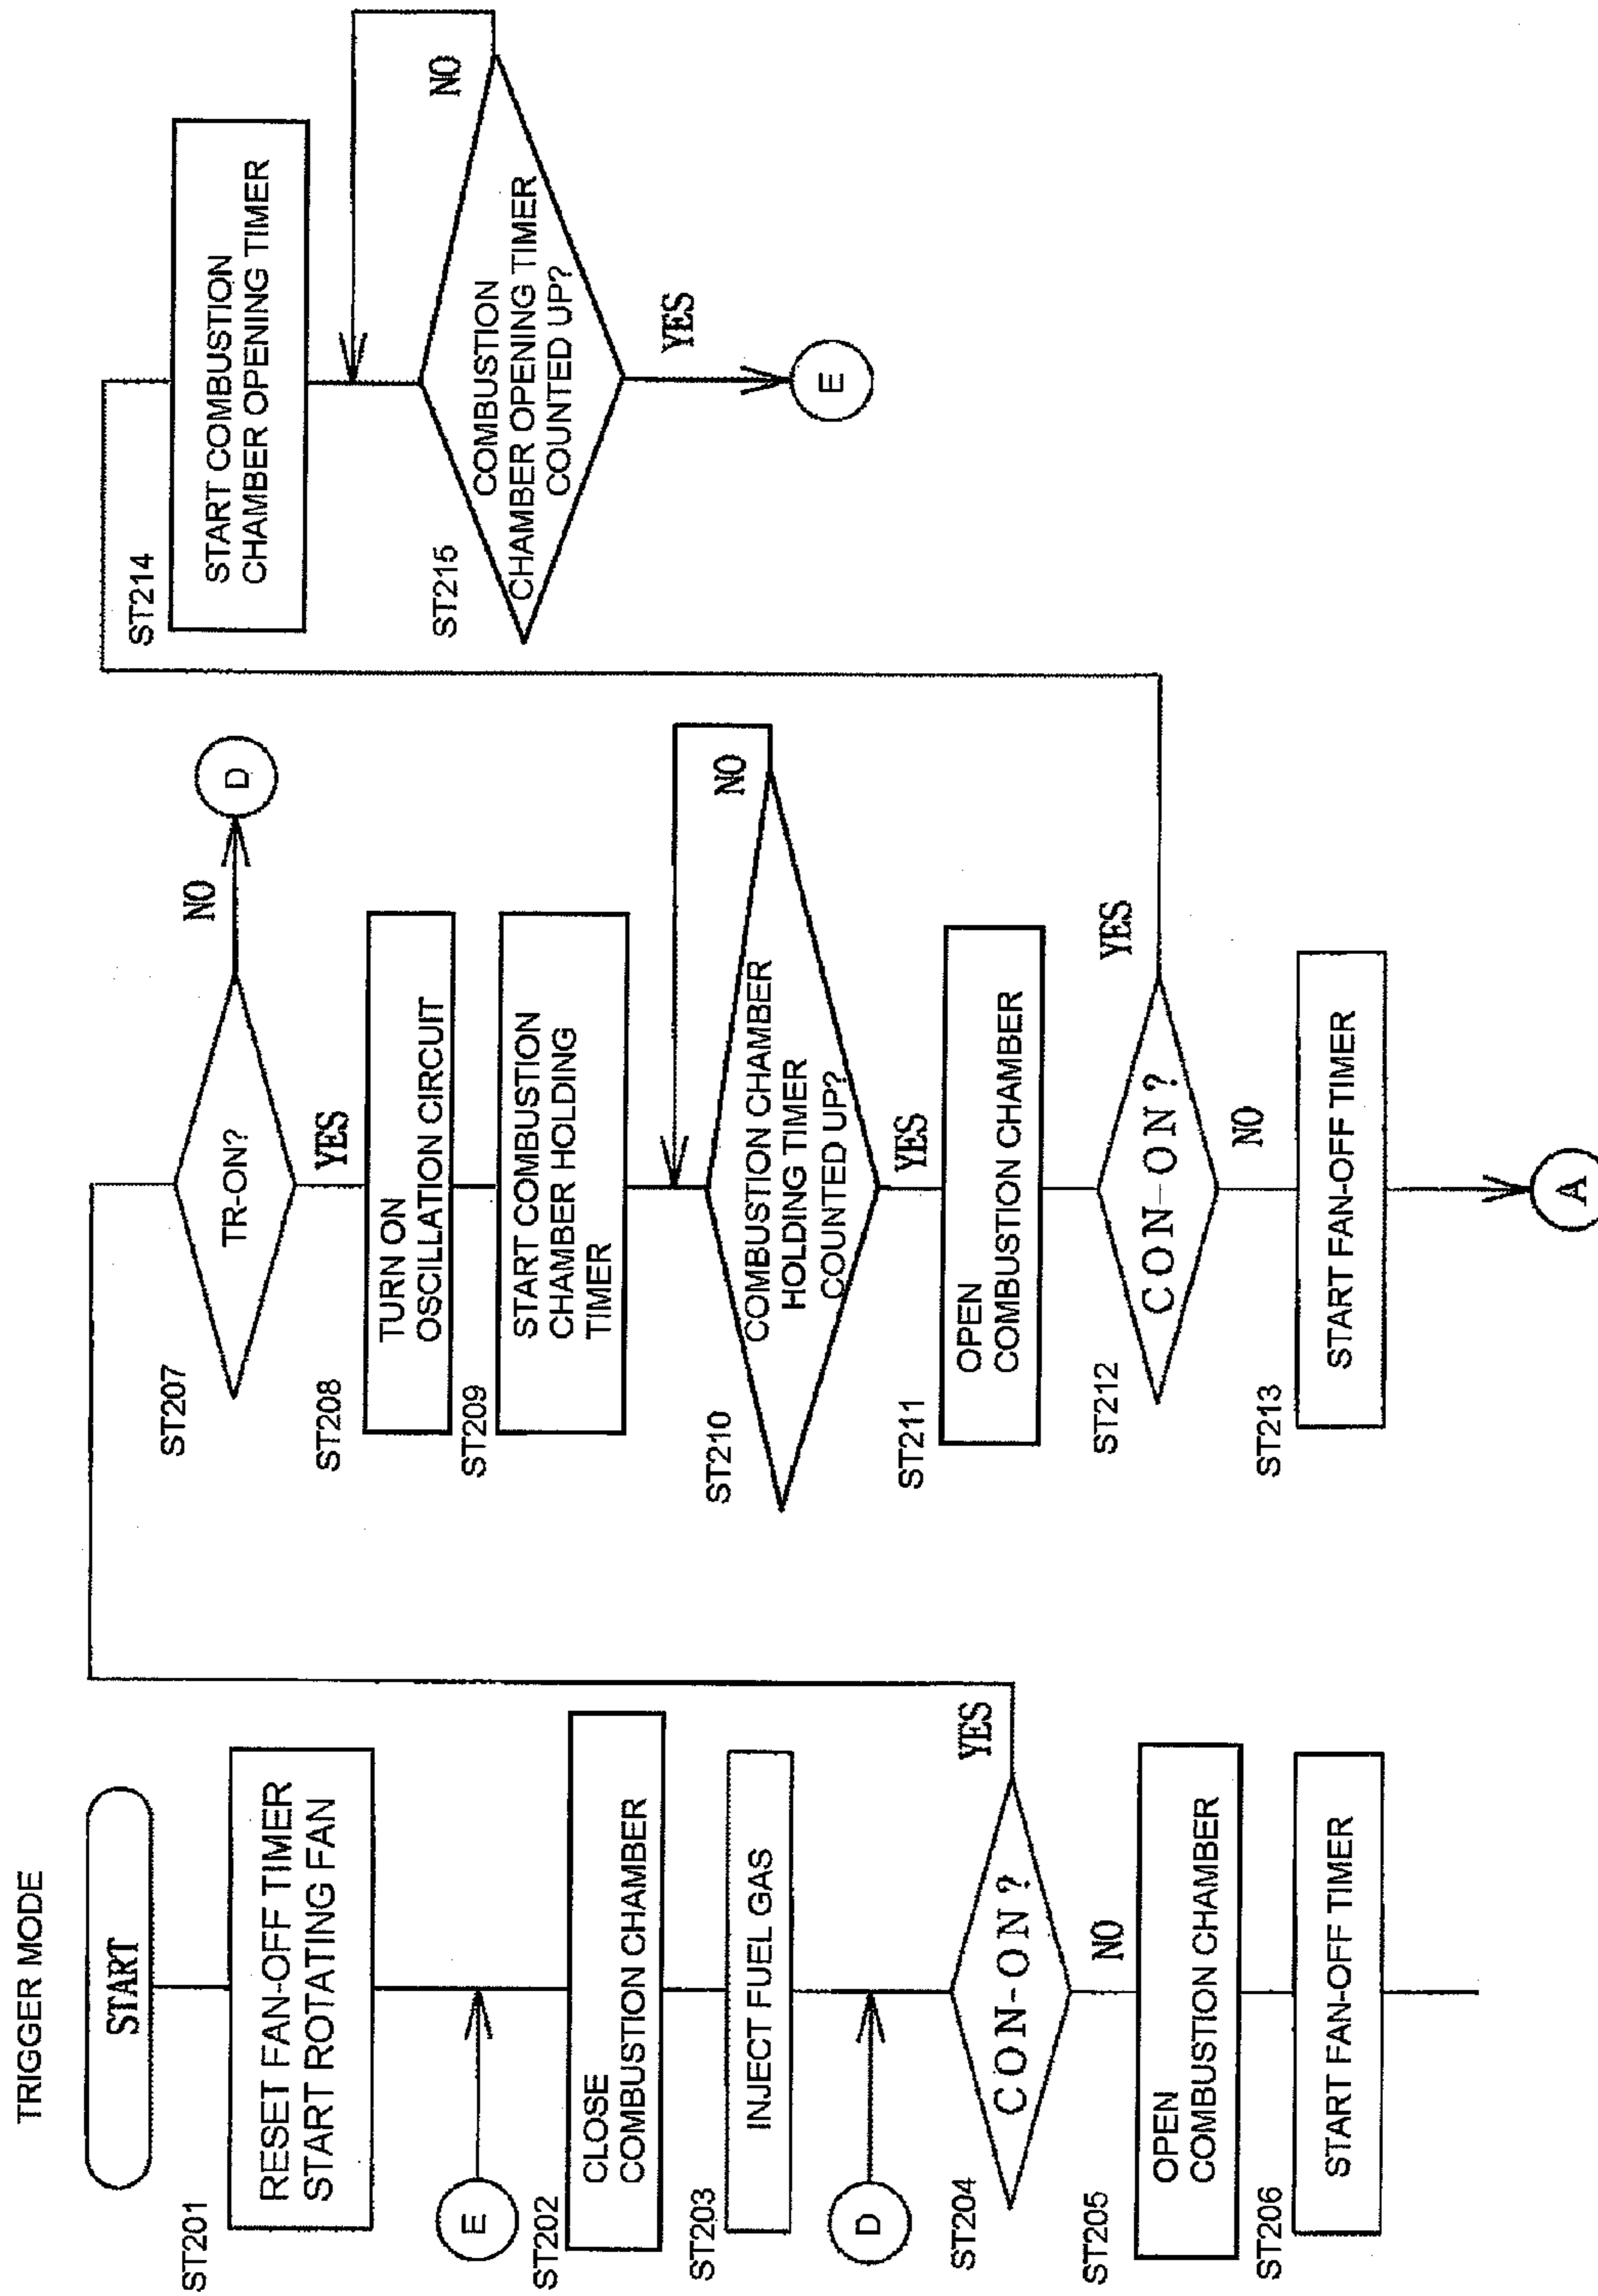 TRIGGER MODE
START
ST201
RESET FAN-OFF TIMER
START ROTATING FAN
E
ST202
CLOSE
COMBUSTION CHAMBER
ST203
INJECT FUEL GAS
D
ST204
CON-ON?
YES
NO
ST205
OPEN
COMBUSTION CHAMBER
ST206
START FAN-OFF TIMER
ST207
TR-ON?
NO
D
YES
ST208
TURN ON
OSCILLATION CIRCUIT
ST209
START COMBUSTION
CHAMBER HOLDING
TIMER
ST210
COMBUSTION CHAMBER
HOLDING TIMER
COUNTED UP?
NO
YES
ST211
OPEN
COMBUSTION CHAMBER
ST212
CON-ON?
YES
NO
ST213
START FAN-OFF TIMER
A
ST214
START COMBUSTION
CHAMBER OPENING TIMER
ST215
COMBUSTION
CHAMBER OPENING TIMER
COUNTED UP?
NO
YES
E